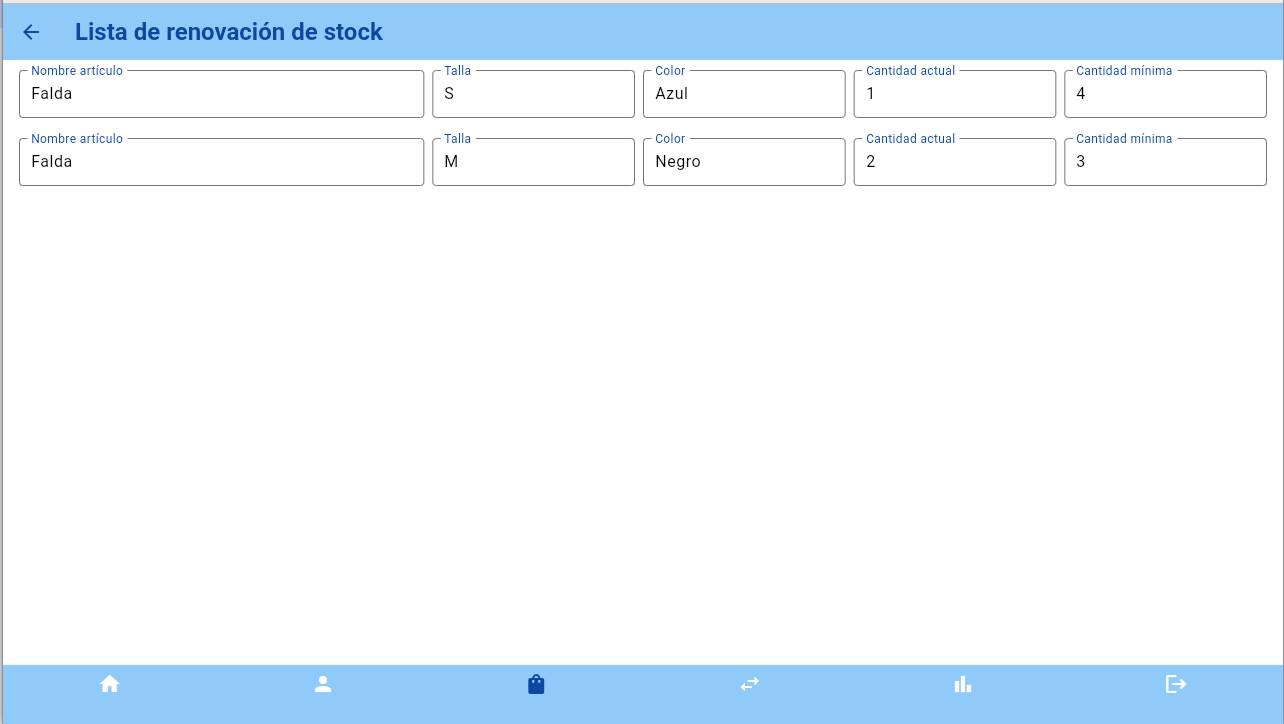 Lista de renovación de stock
Nombre artículo Talla Color Cantidad actual Cantidad mínima
Falda S Azul 1 4
Nombre artículo Talla Color Cantidad actual Cantidad mínima
Falda M Negro 2 3